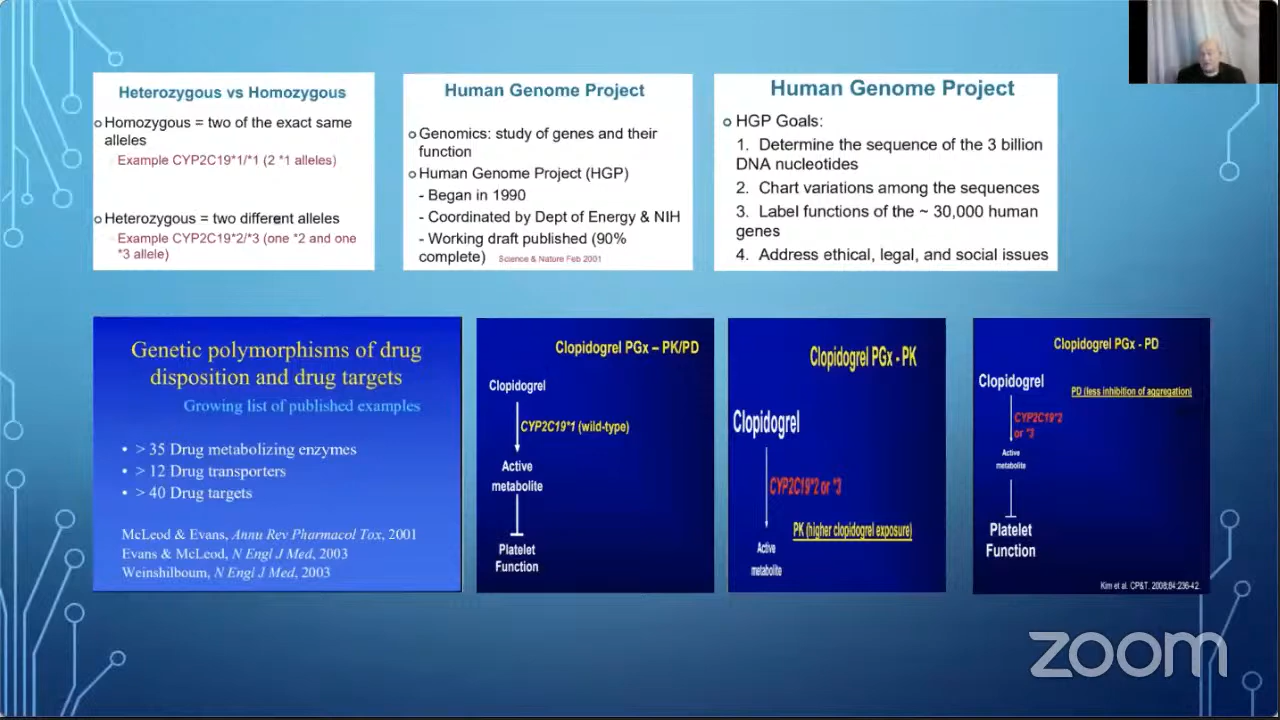 Heterozygous vs Homozygous
Homozygous = two of the exact same
alleles
Example CYP2C19*1/*1 (2 *1 alleles)
Heterozygous = two different alleles
Example CYP2C19*2/*3 (one *2 and one
*3 allele)
Human Genome Project
Genomics: study of genes and their
function
Human Genome Project (HGP)
- Began in 1990
- Coordinated by Dept of Energy & NIH
- Working draft published (90%
complete) Science & Nature Feb 2001
Human Genome Project
HGP Goals:
1. Determine the sequence of the 3 billion
DNA nucleotides
2. Chart variations among the sequences
3. Label functions of the ~ 30,000 human
genes
4. Address ethical, legal, and social issues
Genetic polymorphisms of drug
disposition and drug targets
Growing list of published examples
• > 35 Drug metabolizing enzymes
• > 12 Drug transporters
• > 40 Drug targets
McLeod & Evans, Annu Rev Pharmacol Tox, 2001
Evans & McLeod, N Engl J Med, 2003
Weinshilboum, N Engl J Med, 2003
Clopidogrel PGx – PK/PD
Clopidogrel
CYP2C19*1 (wild-type)
Active
metabolite
Platelet
Function
Clopidogrel PGx - PK
Clopidogrel
CYP2C19*2 or *3
PK (higher clopidogrel exposure)
Active
metabolite
Clopidogrel PGx - PD
Clopidogrel
PD (less inhibition of aggregation)
CYP2C19*2
or *3
Active
metabolite
Platelet
Function
Kim et al. CP&T. 2008;84:236-42.
zoom